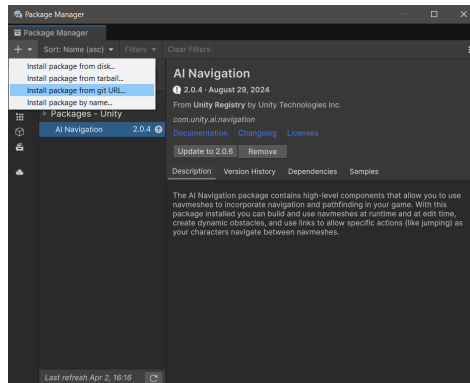 Package Manager
Package Manager
Sort: Name (asc)
Filters
Clear Filters
Install package from disk...
Install package from tarball...
Install package from git URL...
Install package by name...
Packages - Unity
AI Navigation 2.0.4
Last refresh Apr 2, 16:16
AI Navigation
2.0.4 · August 29, 2024
From Unity Registry by Unity Technologies Inc.
com.unity.ai.navigation
Documentation Changelog Licenses
Update to 2.0.6 Remove
Description Version History Dependencies Samples
The AI Navigation package contains high-level components that allow you to use
navmeshes to incorporate navigation and pathfinding in your game. With this
package installed you can build and use navmeshes at runtime and at edit time,
create dynamic obstacles, and use links to allow specific actions (like jumping) as
your characters navigate between navmeshes.